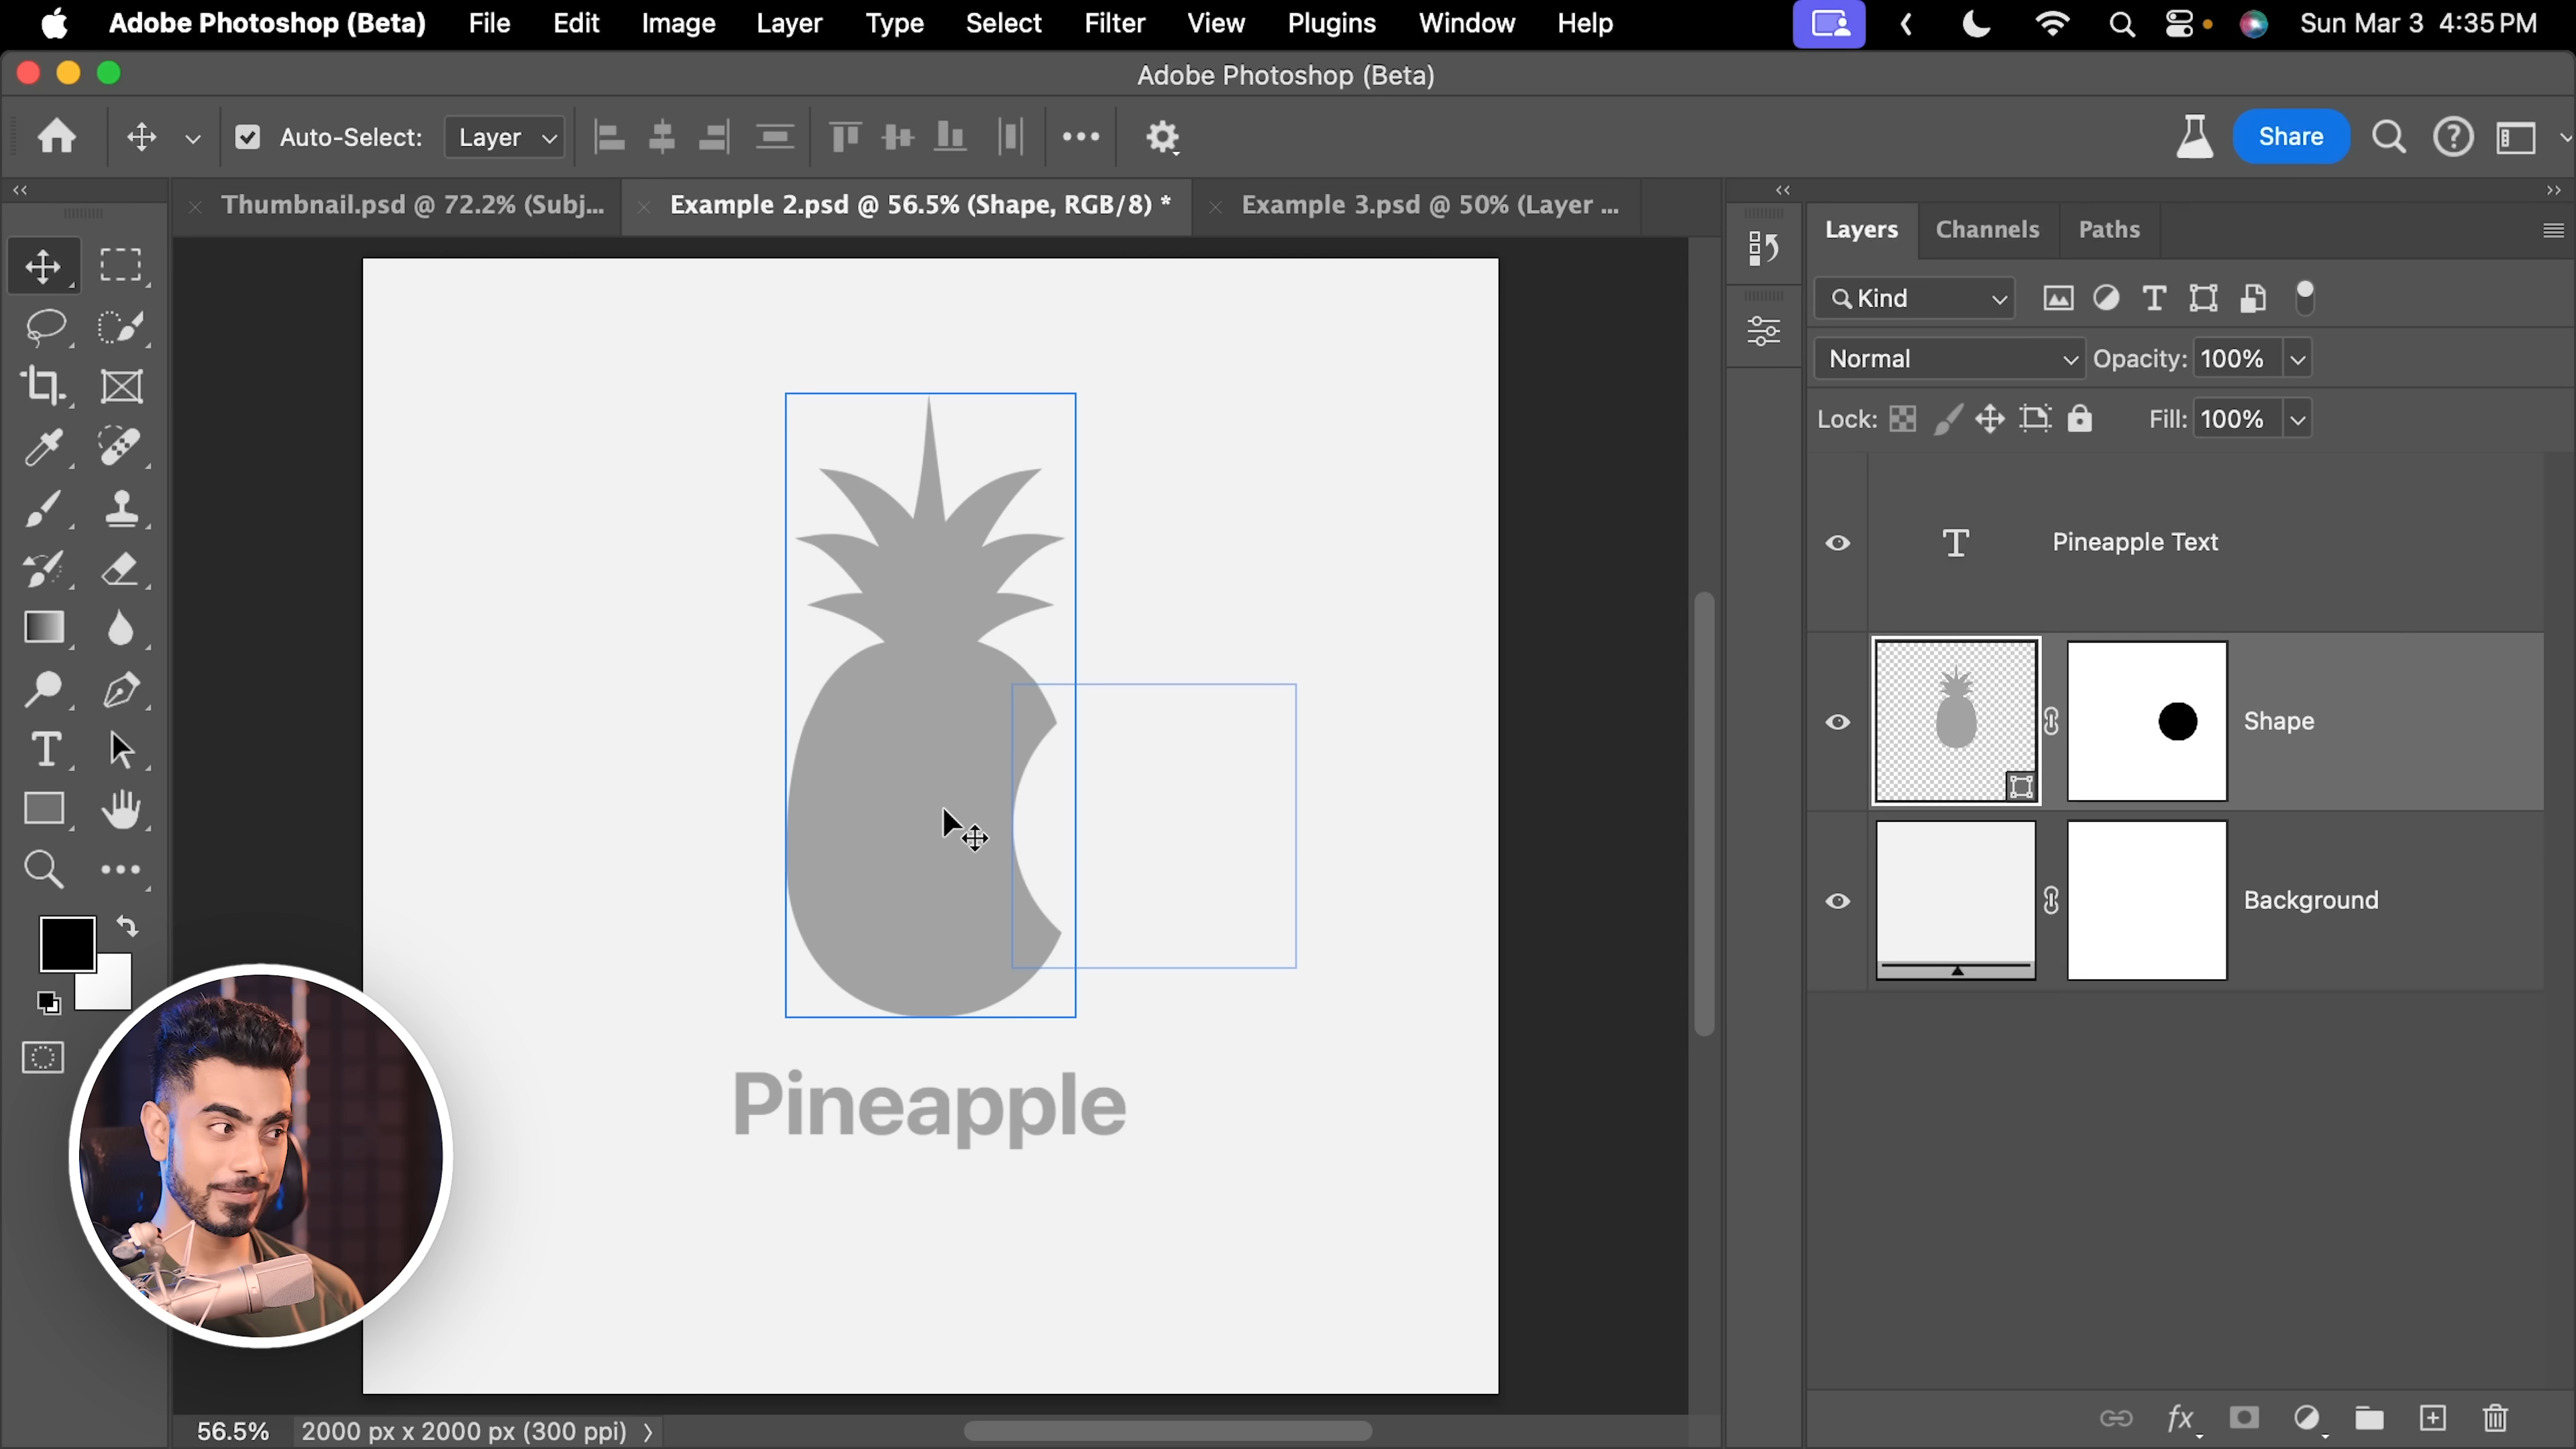 Adobe Photoshop (Beta) File Edit Image Layer Type Select Filter View Plugins Window Help Sun Mar 3 4:35 PM
Adobe Photoshop (Beta)
Auto-Select: Layer Share
Thumbnail.psd @ 72.2% (Subj... Example 2.psd @ 56.5% (Shape, RGB/8) * Example 3.psd @ 50% (Layer ...
Layers Channels Paths
Kind
Normal Opacity: 100%
Lock: Fill: 100%
Pineapple Text
Shape
Background
Pineapple
56.5% 2000 px x 2000 px (300 ppi)